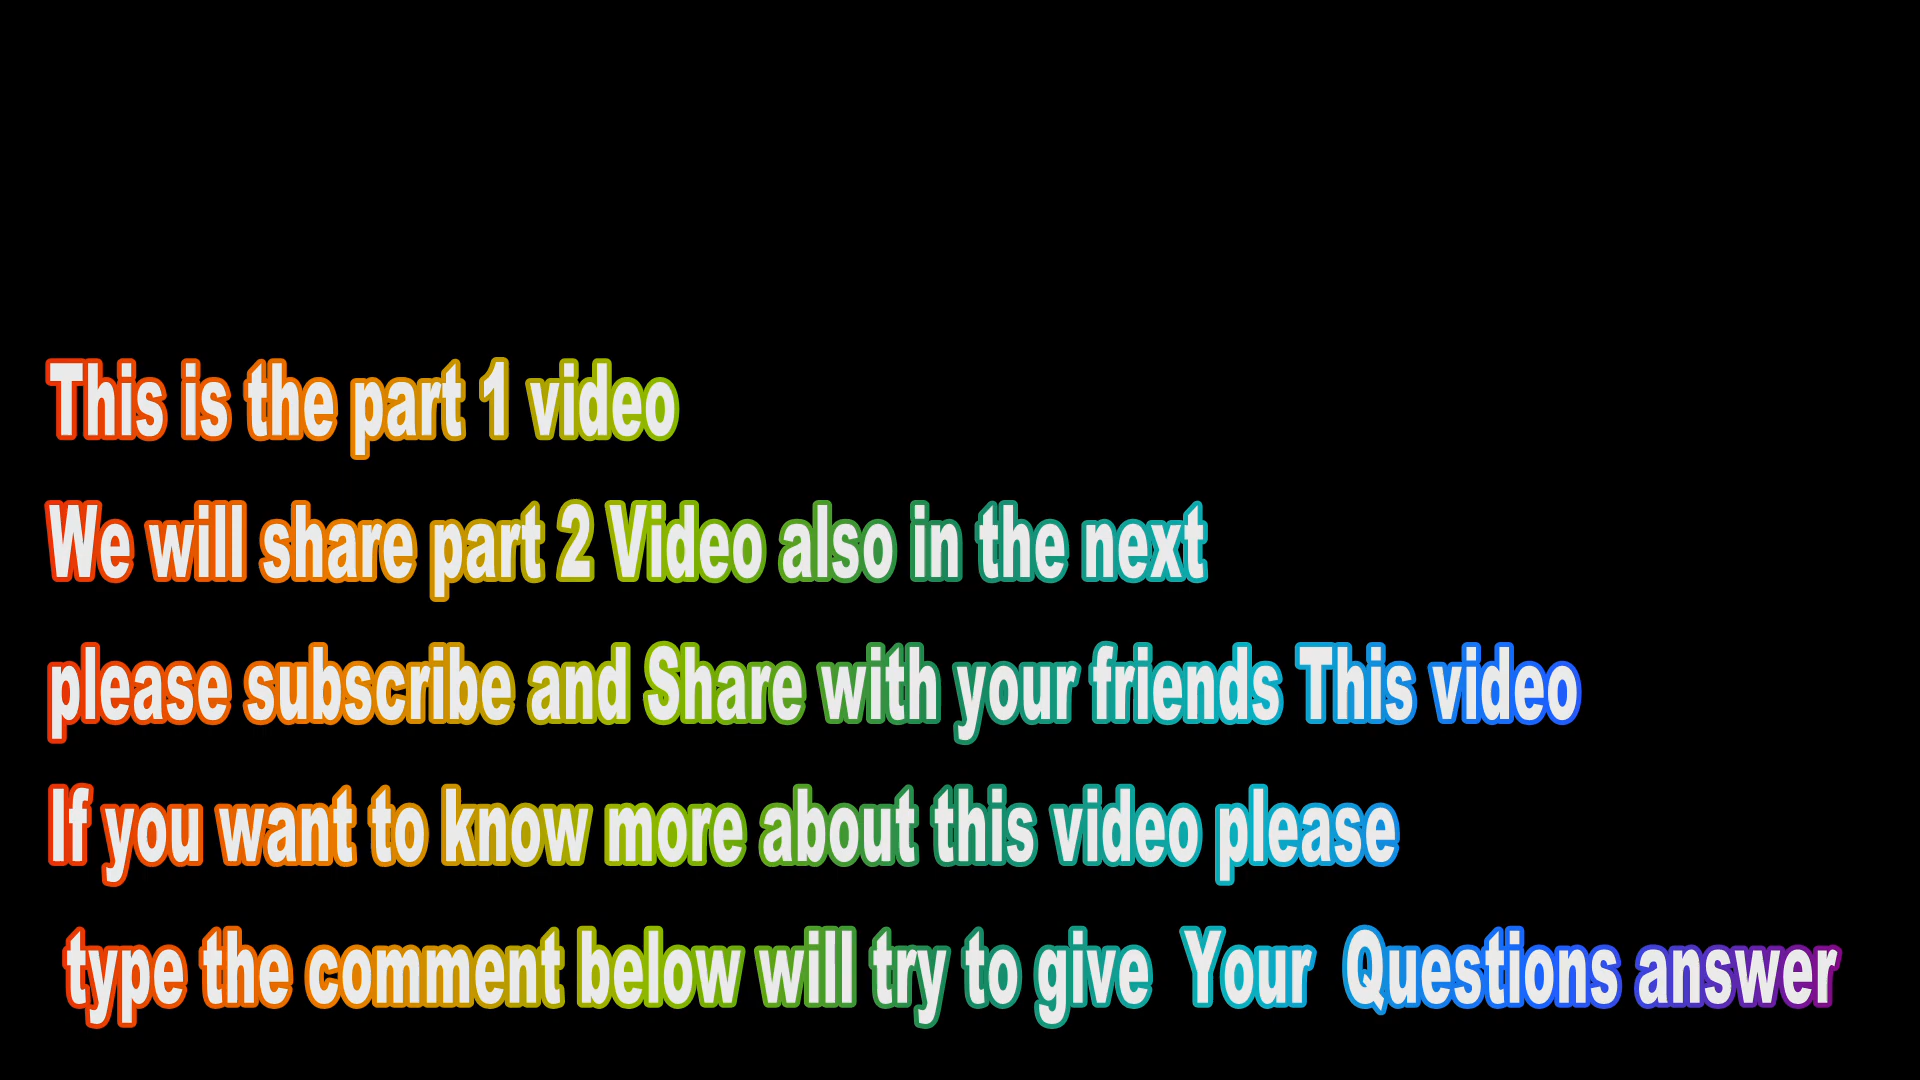 This is the part 1 video
We will share part 2 Video also in the next
please subscribe and Share with your friends This video
If you want to know more about this video please
type the comment below will try to give Your Questions answer